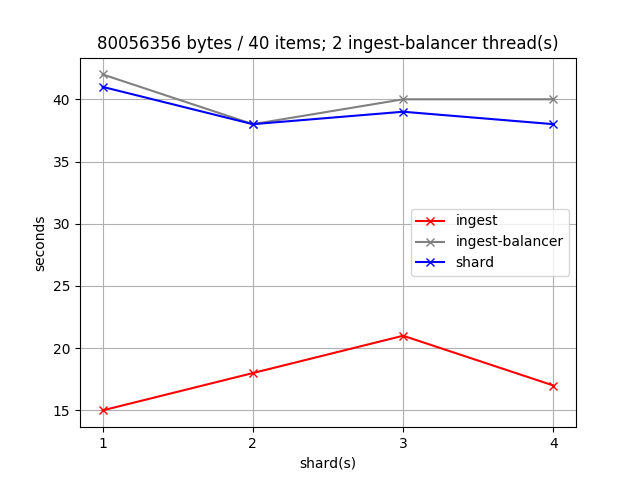 80056356 bytes / 40 items; 2 ingest-balancer thread(s)
40
35
30
25
20
15
seconds
ingest
ingest-balancer
shard
1 2 3 4
shard(s)